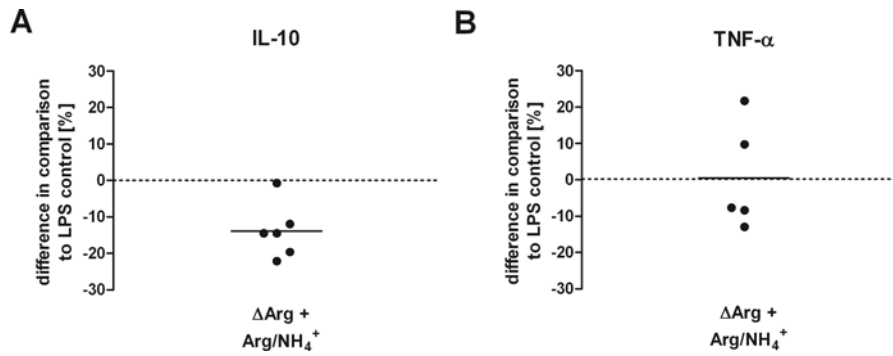 A
IL-10
difference in comparison
to LPS control [%]
30
20
10
0
-10
-20
-30
ΔArg +
Arg/NH₄⁺
B
TNF-α
difference in comparison
to LPS control [%]
30
20
10
0
-10
-20
-30
ΔArg +
Arg/NH₄⁺